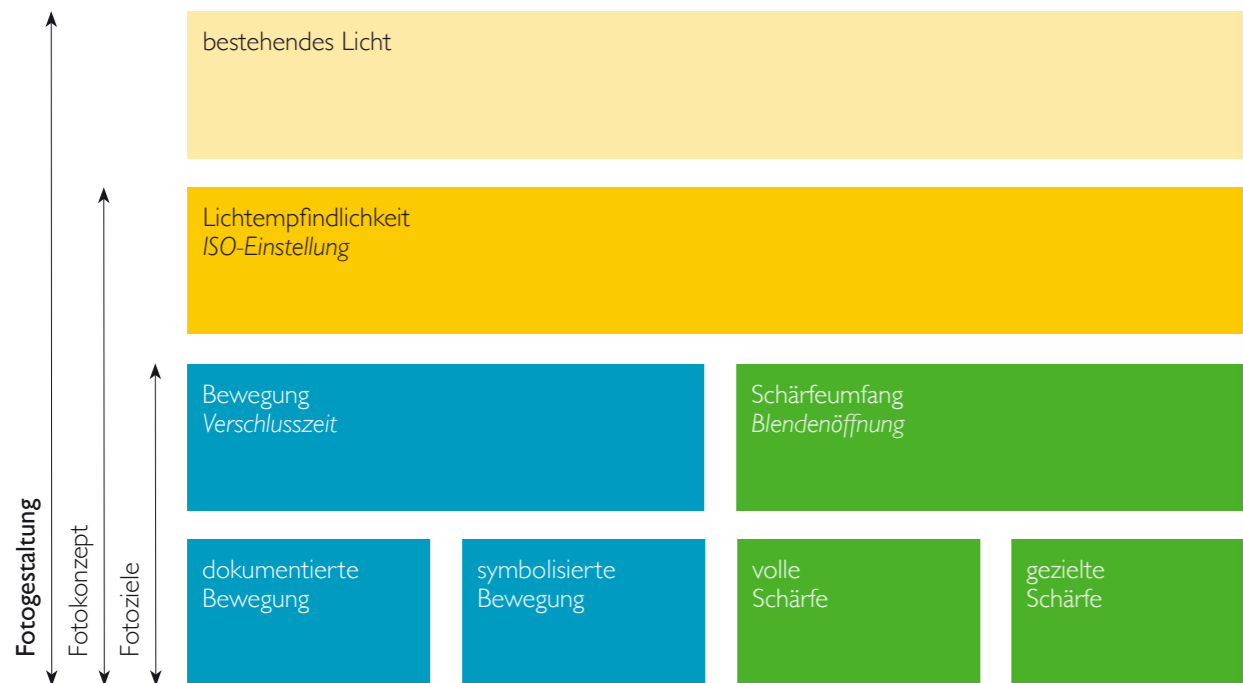 bestehendes Licht
Lichtempfindlichkeit
ISO-Einstellung
Bewegung
Verschlusszeit
Schärfeumfang
Blendenöffnung
dokumentierte
Bewegung
symbolisierte
Bewegung
volle
Schärfe
gezielte
Schärfe
Fotogestaltung
Fotokonzept
Fotoziele